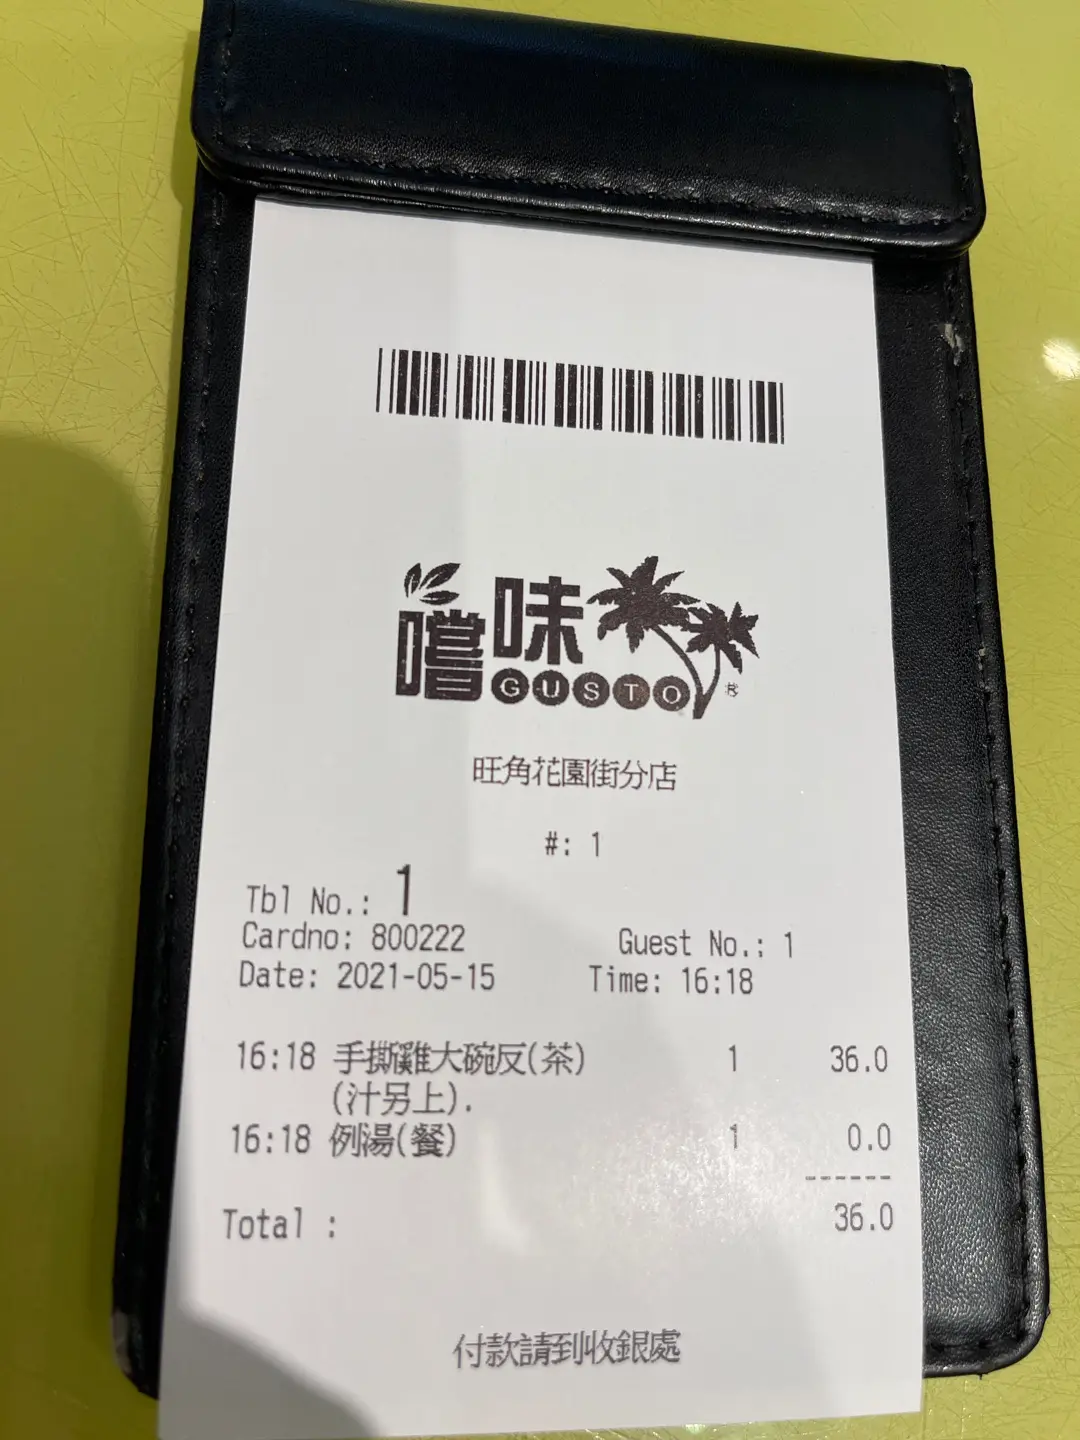 嚐味
GUSTO®
旺角花園街分店
#: 1
Tbl No.: 1
Cardno: 800222 Guest No.: 1
Date: 2021-05-15 Time: 16:18
16:18 手撕雞大碗反(茶) 1 36.0
(汁另上).
16:18 例湯(餐) 1 0.0
------
Total : 36.0
付款請到收銀處